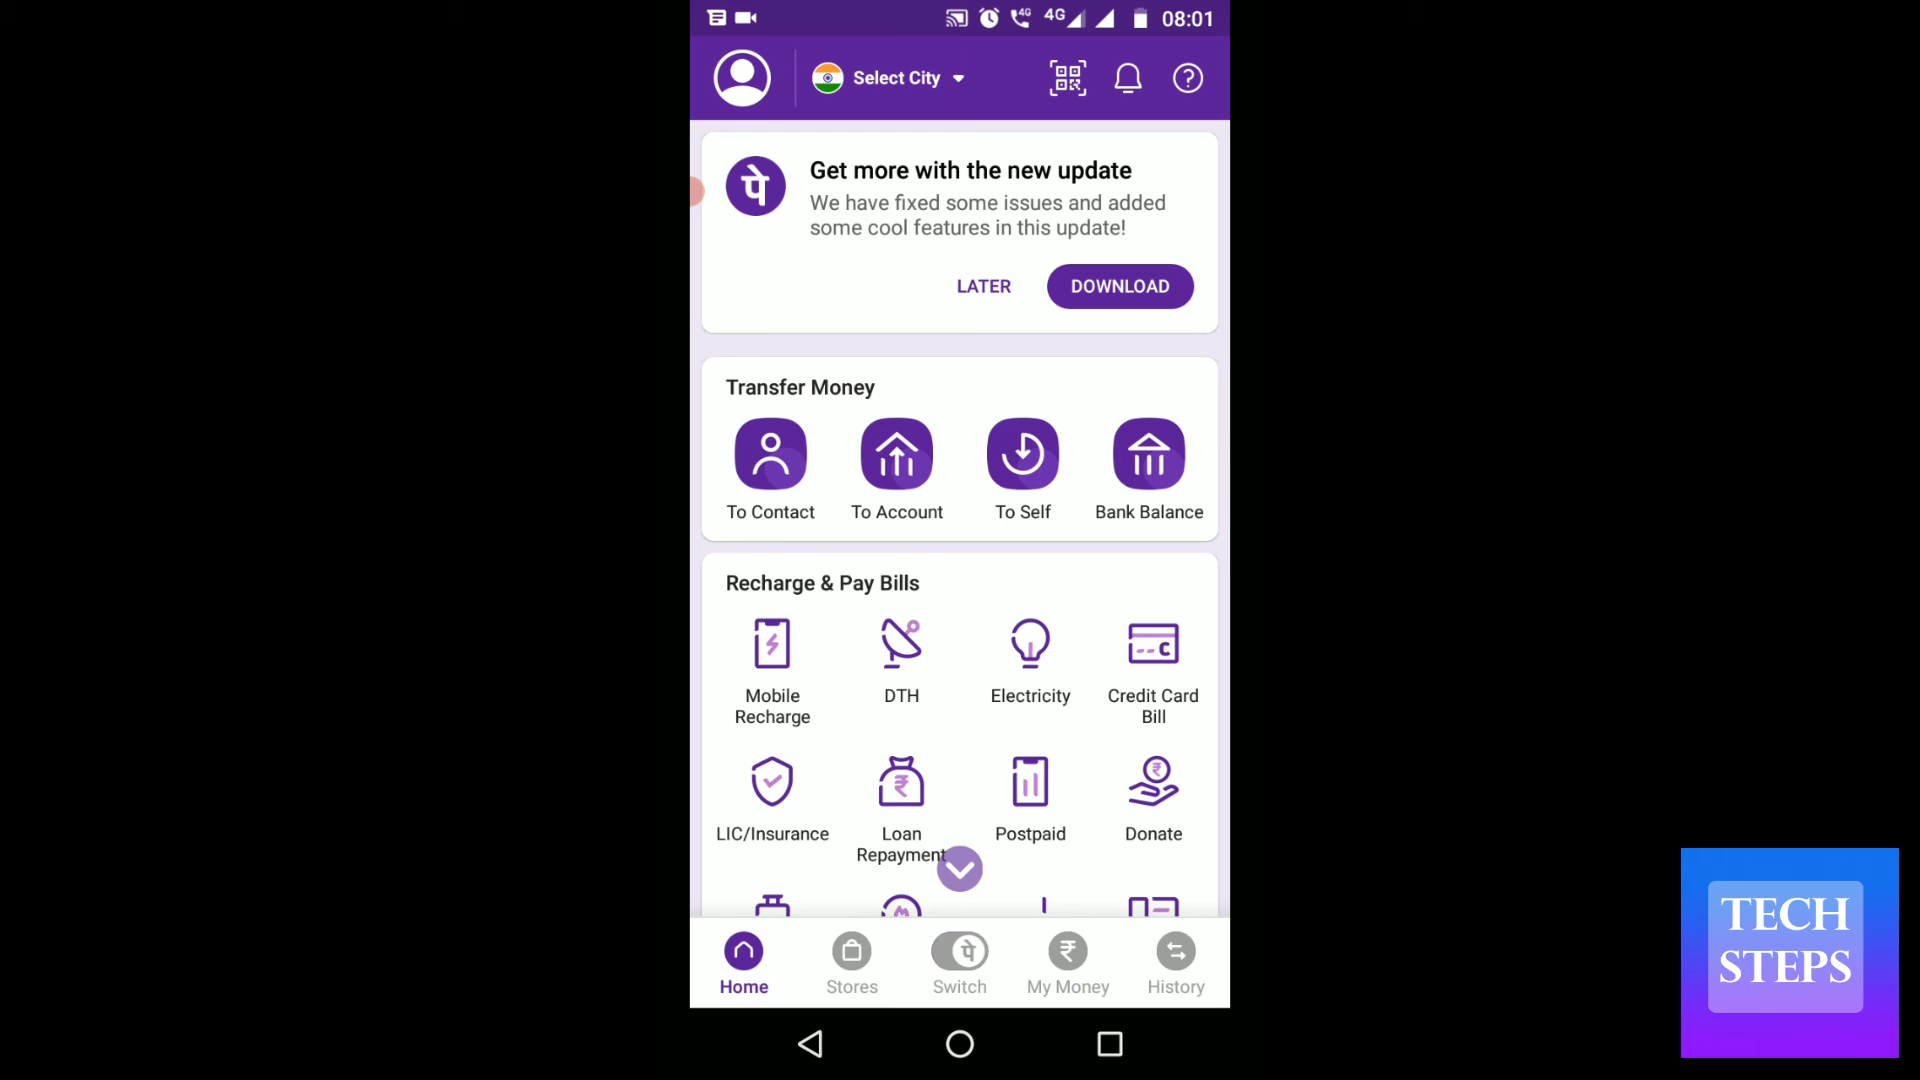 4G 4G 08:01
Select City
पे
Get more with the new update
We have fixed some issues and added
some cool features in this update!
LATER DOWNLOAD
Transfer Money
To Contact To Account To Self Bank Balance
Recharge & Pay Bills
Mobile
Recharge
DTH
Electricity
Credit Card
Bill
LIC/Insurance
Loan
Repayment
Postpaid
Donate
Home Stores पे Switch My Money History
TECH
STEPS